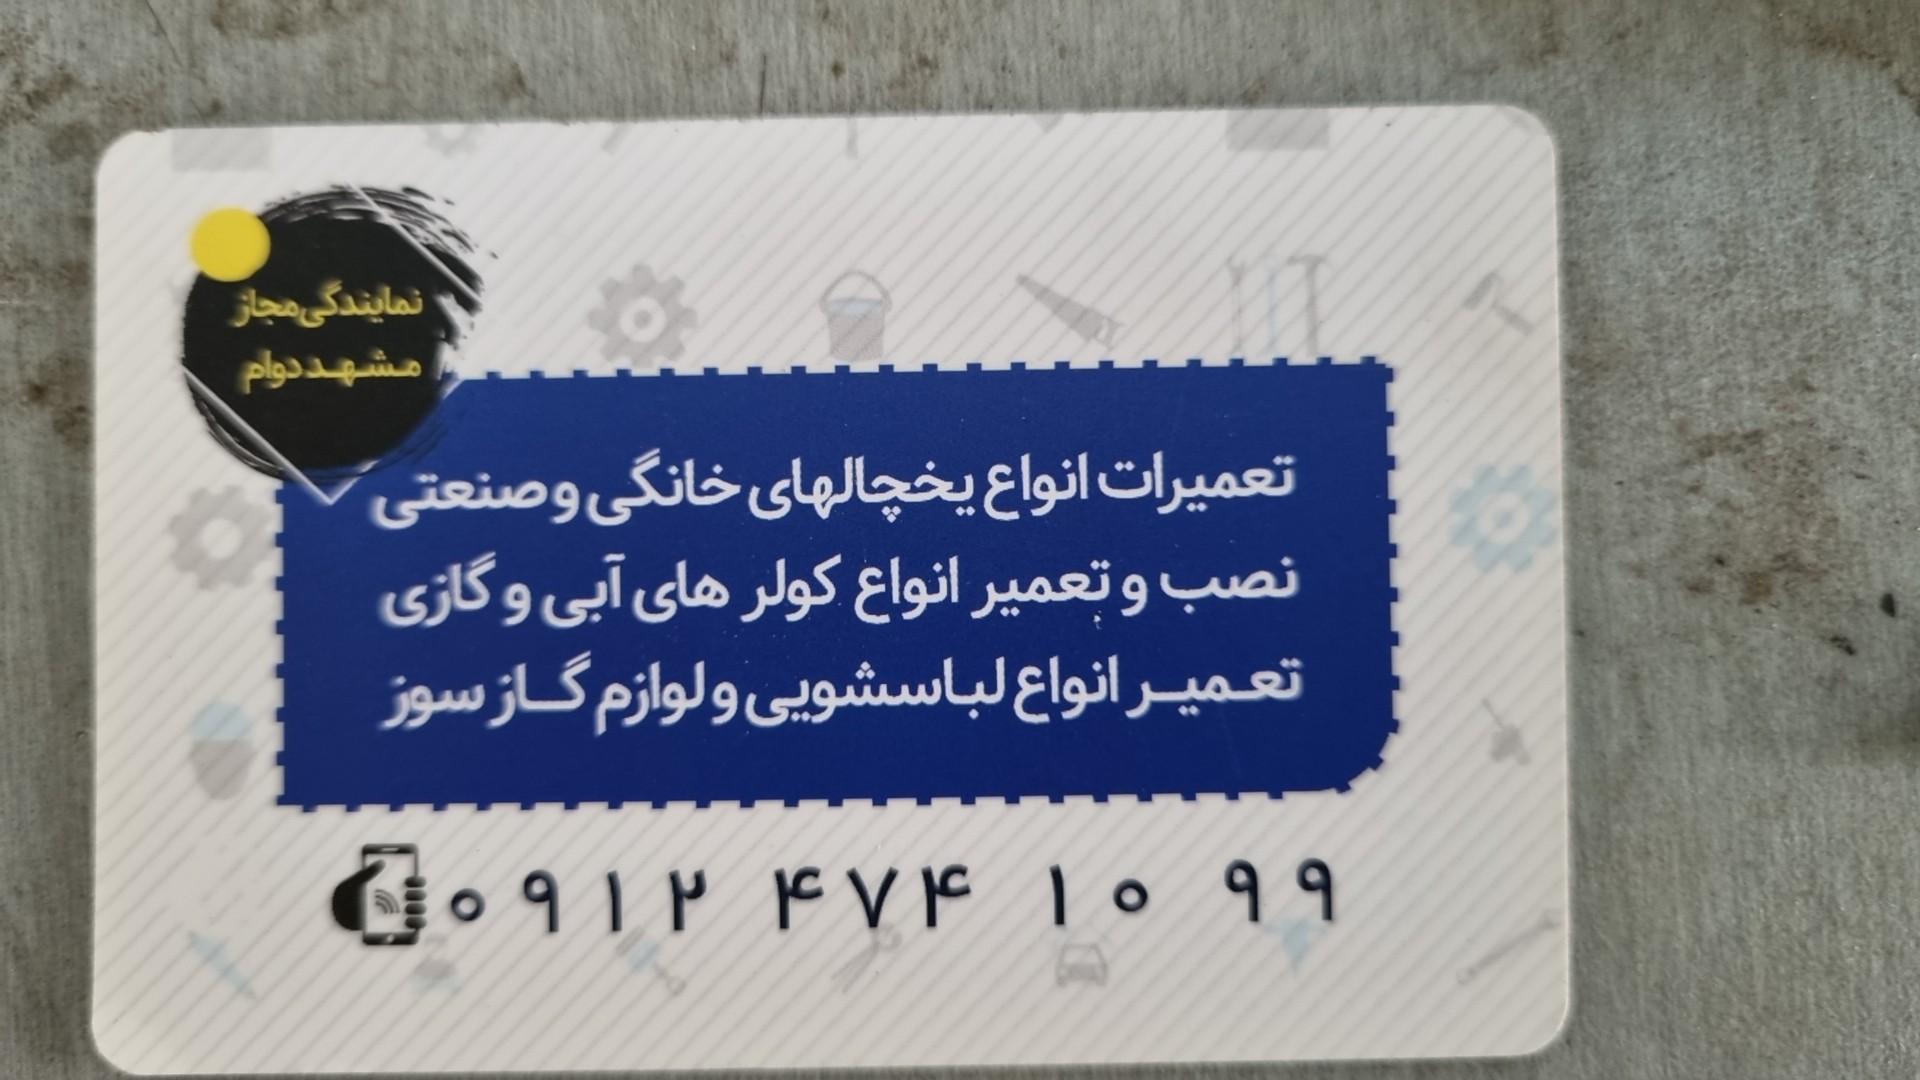 نمایندگی مجاز
مشهد دوام
تعمیرات انواع یخچالهای خانگی و صنعتی
نصب و تعمیر انواع کولر های آبی و گازی
تعمیر انواع لباسشویی و لوازم گاز سوز
۰۹۱۲ ۴۷۴ ۱۰ ۹۹